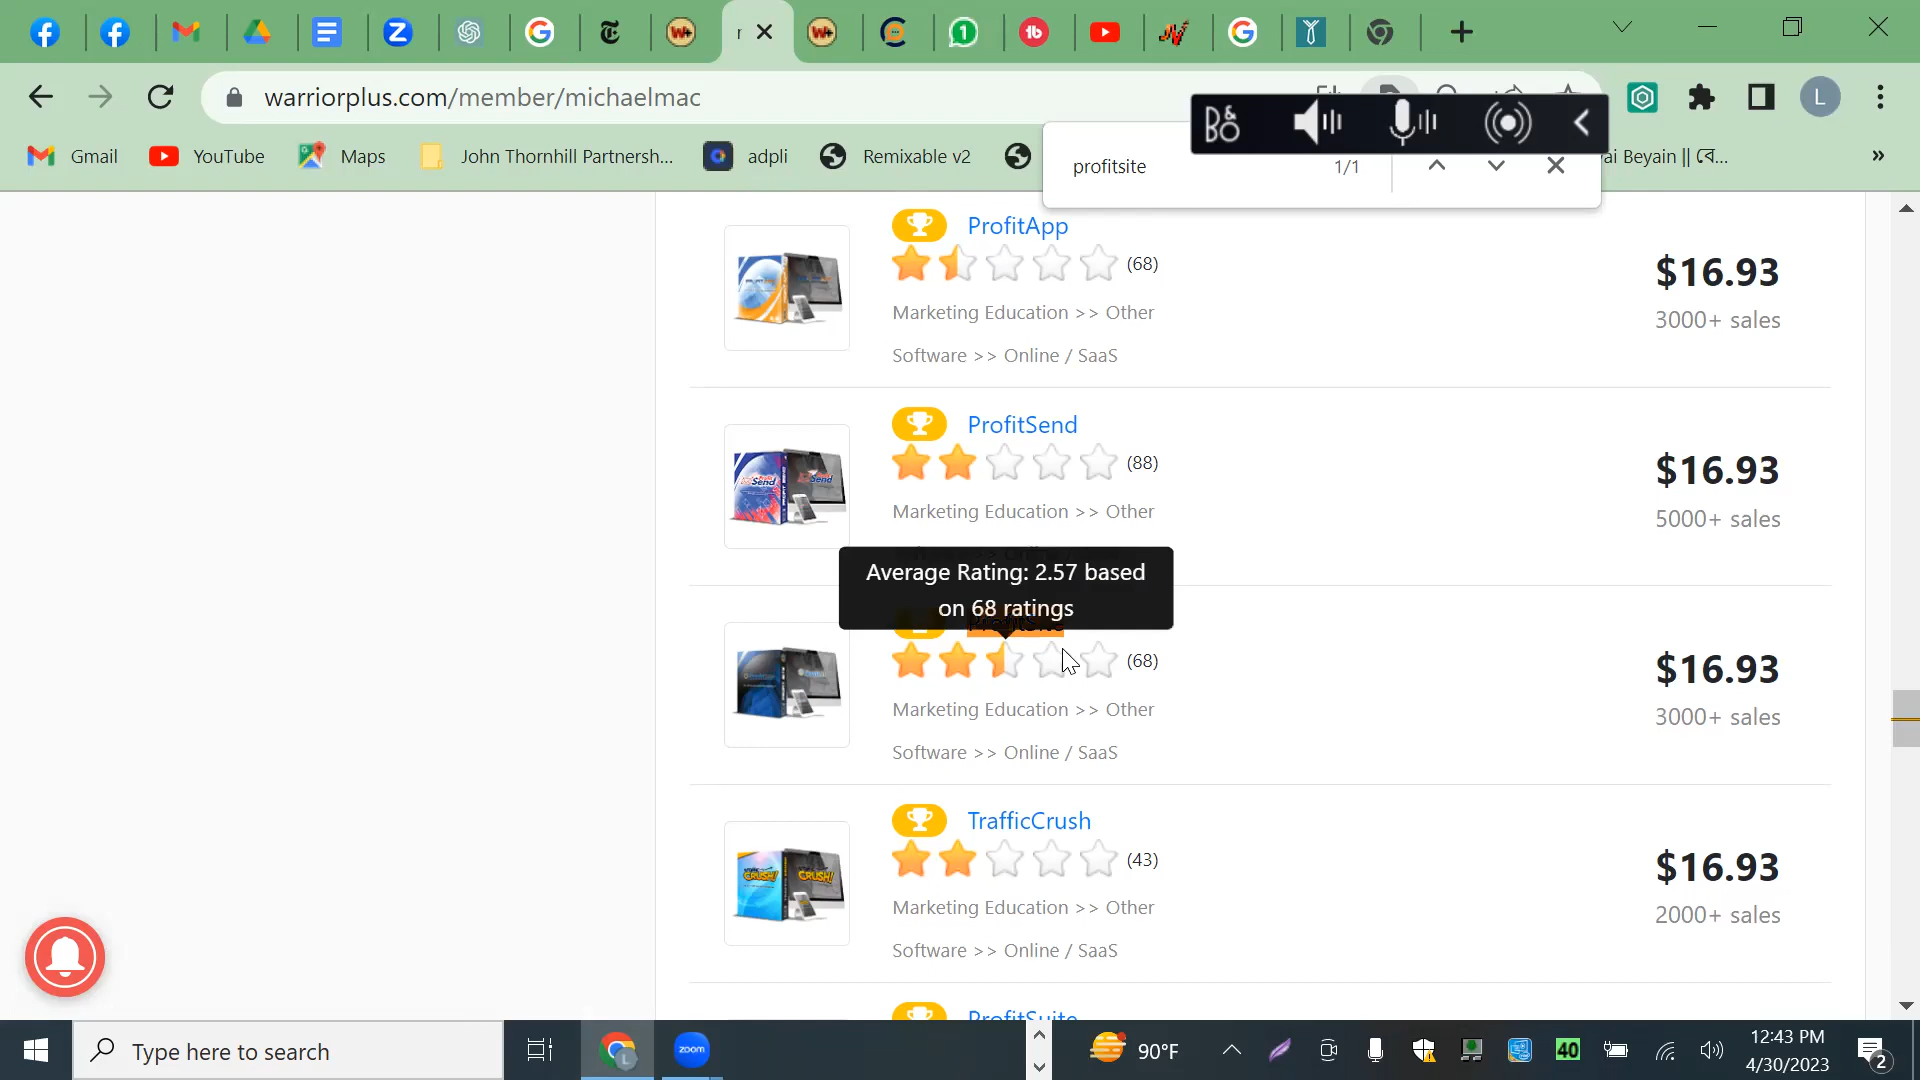 warriorplus.com/member/michaelmac
Gmail
YouTube
Maps
John Thornhill Partnersh...
adpli
Remixable v2
profitsite
1/1
ProfitApp
(68)
$16.93
Marketing Education >> Other
3000+ sales
Software >> Online / SaaS
ProfitSend
(88)
$16.93
Marketing Education >> Other
5000+ sales
Average Rating: 2.57 based
on 68 ratings
(68)
$16.93
Marketing Education >> Other
3000+ sales
Software >> Online / SaaS
TrafficCrush
(43)
$16.93
Marketing Education >> Other
2000+ sales
Software >> Online / SaaS
ProfitSuite
Type here to search
zoom
90°F
40
12:43 PM
4/30/2023
2
L